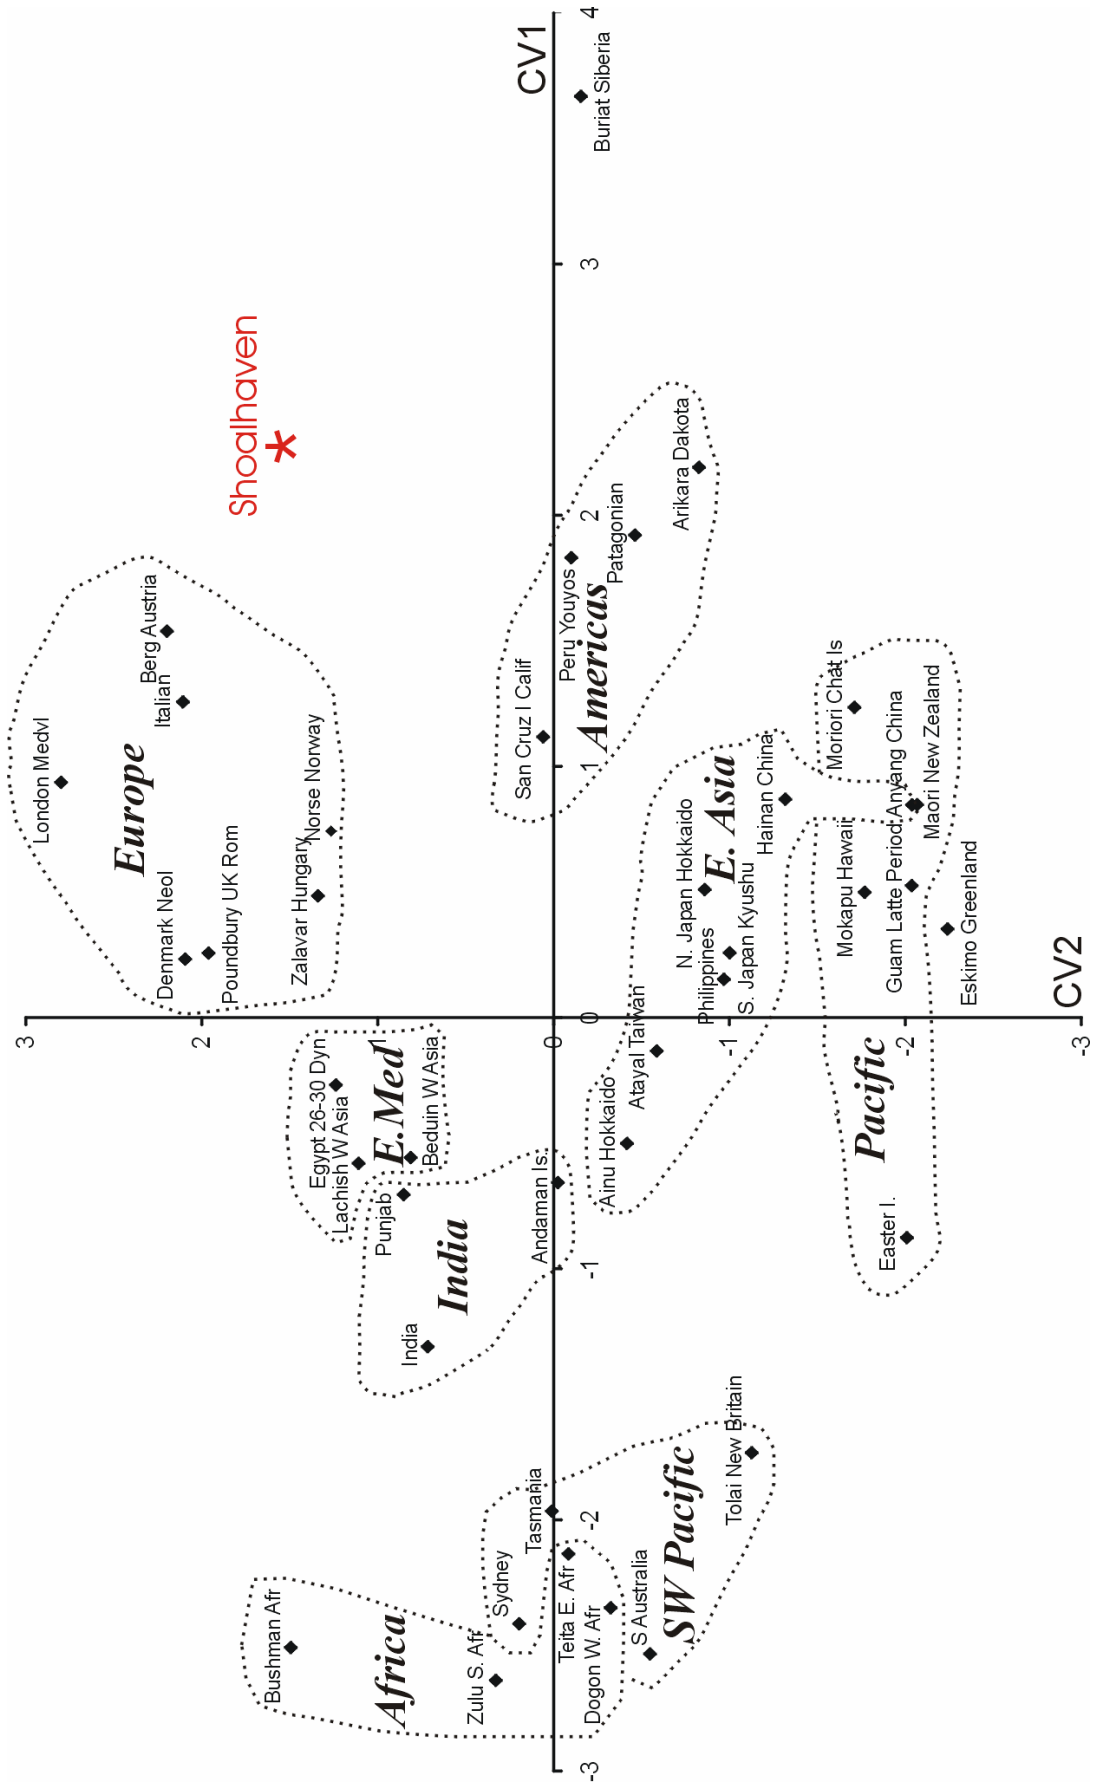 CV1
4
Buriat Siberia
3
Shoalhaven
*
Arikara Dakota
2
Patagonian
Peru Youyos
Americas
San Cruz I Calif
1
London Medvl
Europe
Berg Austria
Italian
Norse Norway
Zalavar Hungary
Poundbury UK Rom
Denmark Neol
Moriori Chat Is
Anyang China
Maori New Zealand
Hainan China
E. Asia
N. Japan Hokkaido
S. Japan Kyushu
Philippines
Mokapu Hawaii
Guam Latte Period
Eskimo Greenland
CV2
3
2
1
0
0
-1
-2
-3
Egypt 26-30 Dyn
Lachish W Asia
E.Med
Beduin W Asia
Atayal Taiwan
Ainu Hokkaido
Pacific
Easter I.
Punjab
India
India
Andaman Is.
-1
Tolai New Britain
SW Pacific
Tasmania
-2
Sydney
Teita E. Afr
Dogon W. Afr
S Australia
Bushman Afr
Africa
Zulu S. Afr
-3